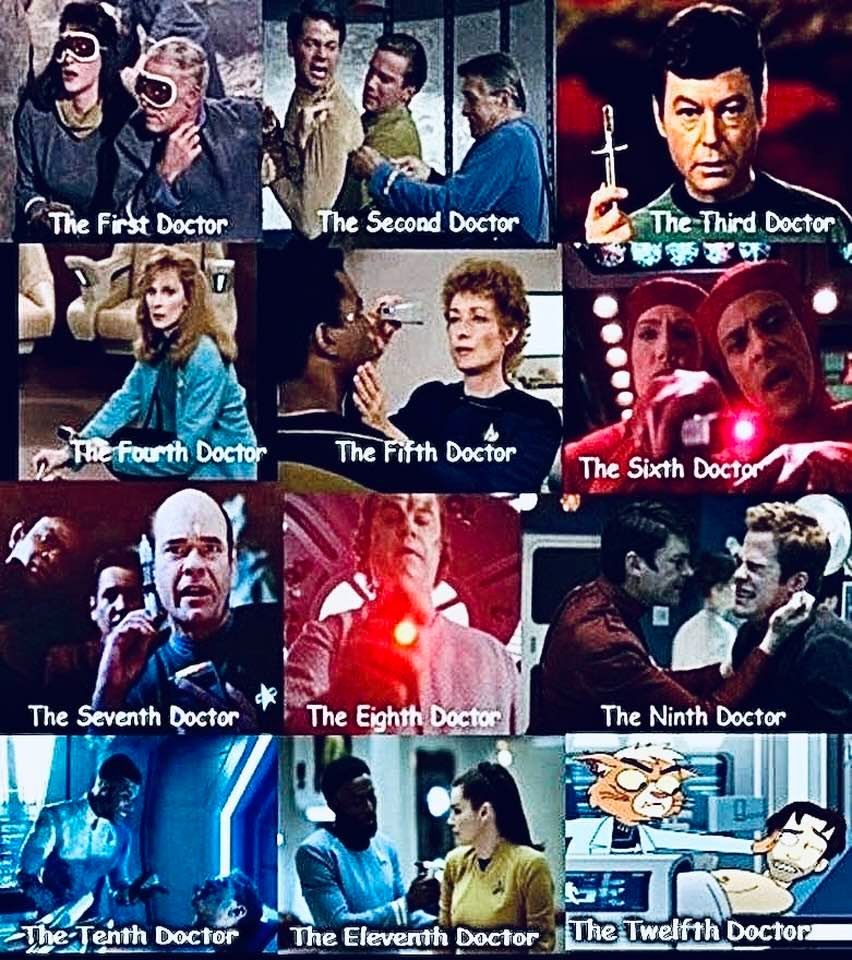 The First Doctor
The Second Doctor
The Third Doctor
The Fourth Doctor
The Fifth Doctor
The Sixth Doctor
The Seventh Doctor
The Eighth Doctor
The Ninth Doctor
The Tenth Doctor
The Eleventh Doctor
The Twelfth Doctor